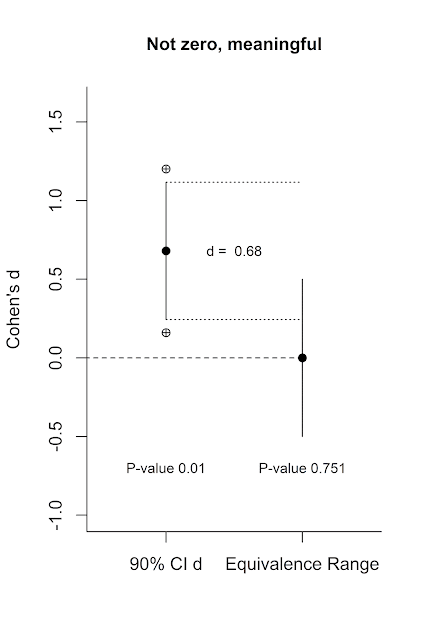 Not zero, meaningful
1.5
1.0
0.5
0.0
-0.5
-1.0
Cohen's d
d = 0.68
P-value 0.01
P-value 0.751
90% CI d
Equivalence Range